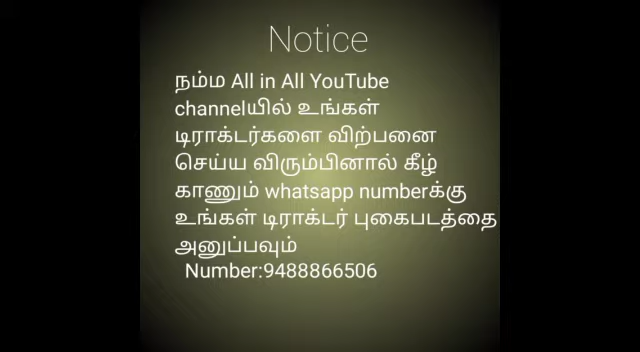 Notice
நம்ம All in All YouTube
channelயில் உங்கள்
டிராக்டர்களை விற்பனை
செய்ய விரும்பினால் கீழ்
காணும் whatsapp numberக்கு
உங்கள் டிராக்டர் புகைபடத்தை
அனுப்பவும்
Number:9488866506